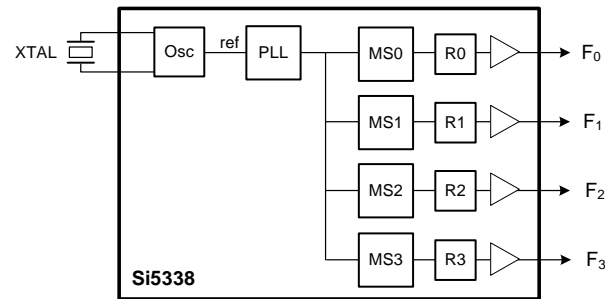 XTAL Osc ref PLL MS0 R0 F0
MS1 R1 F1
MS2 R2 F2
MS3 R3 F3
Si5338